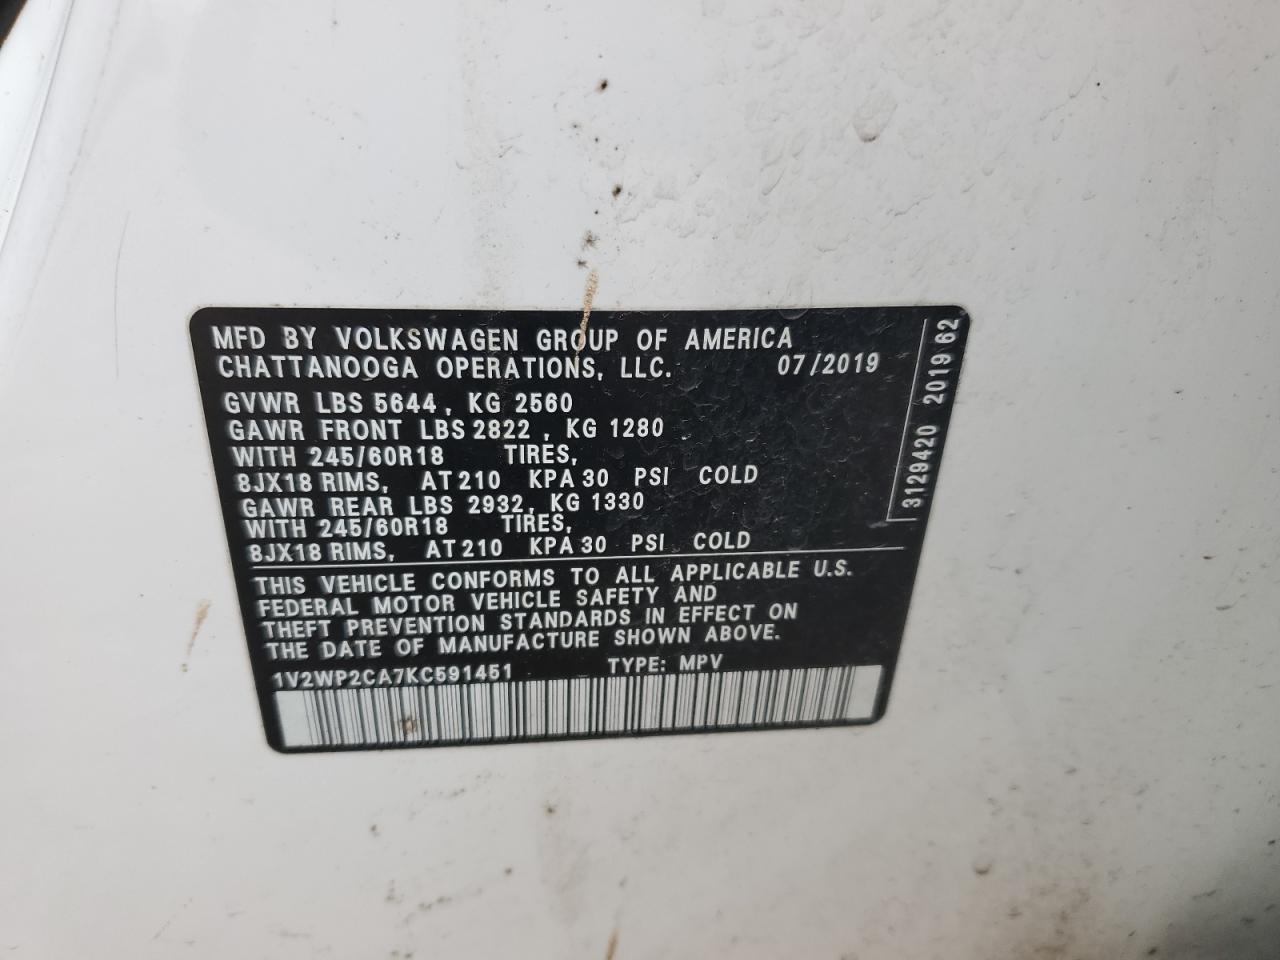 MFD BY VOLKSWAGEN GROUP OF AMERICA
CHATTANOOGA OPERATIONS, LLC. 07/2019
GVWR LBS 5644, KG 2560
GAWR FRONT LBS 2822, KG 1280
WITH 245/60R18 TIRES,
8JX18 RIMS, AT 210 KPA 30 PSI COLD
GAWR REAR LBS 2932, KG 1330
WITH 245/60R18 TIRES,
8JX18 RIMS, AT 210 KPA 30 PSI COLD
THIS VEHICLE CONFORMS TO ALL APPLICABLE U.S.
FEDERAL MOTOR VEHICLE SAFETY AND
THEFT PREVENTION STANDARDS IN EFFECT ON
THE DATE OF MANUFACTURE SHOWN ABOVE.
1V2WP2CA7KC591451 TYPE: MPV
3129420 2019 62